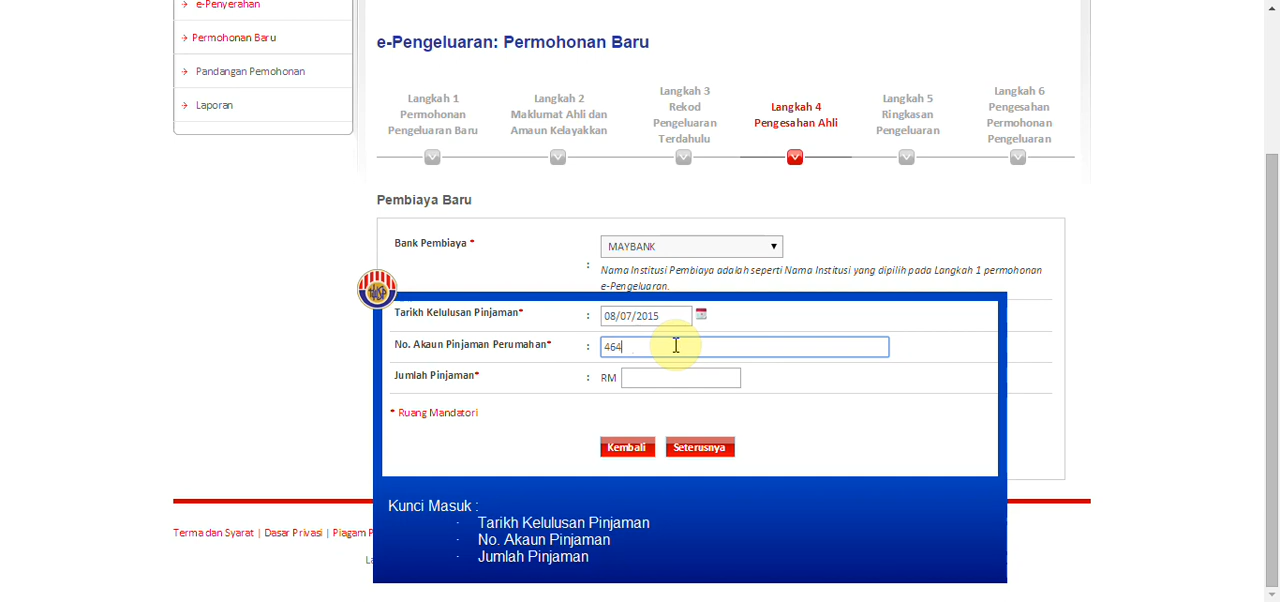 e-Penyerahan
Permohonan Baru
Pandangan Pemohonan
Laporan
e-Pengeluaran: Permohonan Baru
Langkah 1
Permohonan
Pengeluaran Baru
Langkah 2
Maklumat Ahli dan
Amaun Kelayakkan
Langkah 3
Rekod
Pengeluaran
Terdahulu
Langkah 4
Pengesahan Ahli
Langkah 5
Ringkasan
Pengeluaran
Langkah 6
Pengesahan
Permohonan
Pengeluaran
Pembiaya Baru
Bank Pembiaya * : MAYBANK
Nama Institusi Pembiaya adalah seperti Nama Institusi yang dipilih pada Langkah 1 permohonan
e-Pengeluaran.
Tarikh Kelulusan Pinjaman* : 08/07/2015
No. Akaun Pinjaman Perumahan* : 464
Jumlah Pinjaman* : RM
* Ruang Mandatori
Kembali Seterusnya
Kunci Masuk :
· Tarikh Kelulusan Pinjaman
· No. Akaun Pinjaman
· Jumlah Pinjaman
Terma dan Syarat | Dasar Privasi | Piagam P